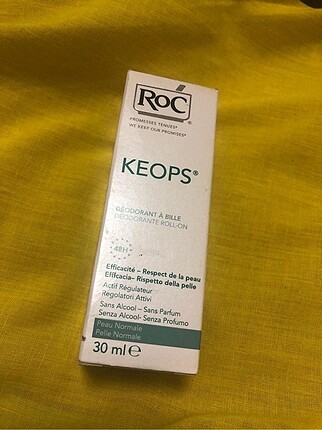 RoC®
PROMESSES TENUES*
WE KEEP OUR PROMISES*
KEOPS®
DÉODORANT À BILLE
DEODORANTE ROLL-ON
48H
Efficacité – Respect de la peau
Efficacia– Rispetto della pelle
Actif Régulateur
Regolatori Attivi
Sans Alcool – Sans Parfum
Senza Alcool- Senza Profumo
Peau Normale
Pelle Normale
30 ml e